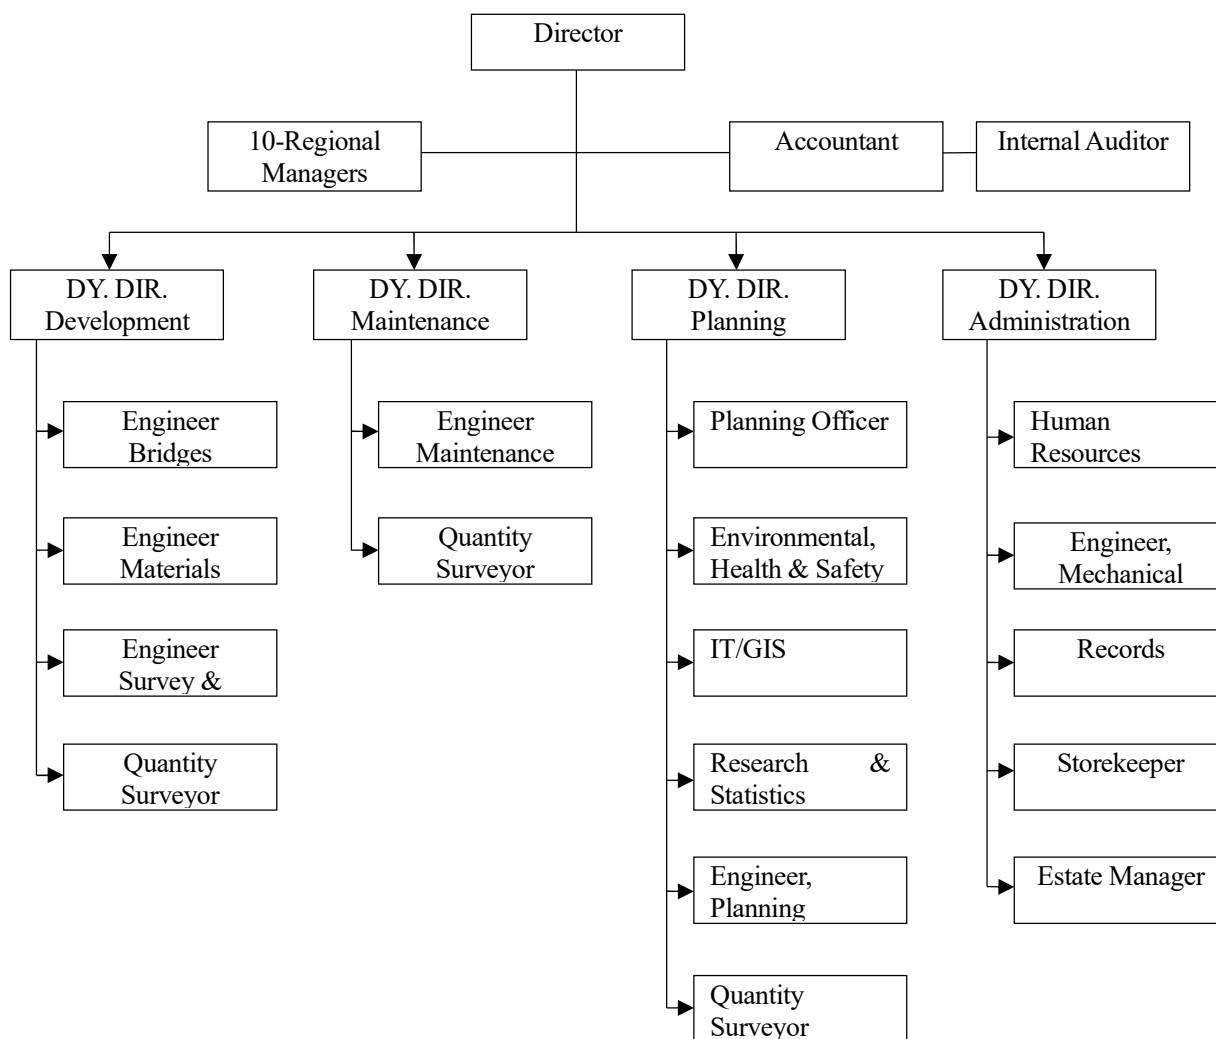 Director
10-Regional
Managers
Accountant
Internal Auditor
DY. DIR.
Development
DY. DIR.
Maintenance
DY. DIR.
Planning
DY. DIR.
Administration
Engineer
Bridges
Engineer
Materials
Engineer
Survey &
Quantity
Surveyor
Engineer
Maintenance
Quantity
Surveyor
Planning Officer
Environmental,
Health & Safety
IT/GIS
Research &
Statistics
Engineer,
Planning
Quantity
Surveyor
Human
Resources
Engineer,
Mechanical
Records
Storekeeper
Estate Manager